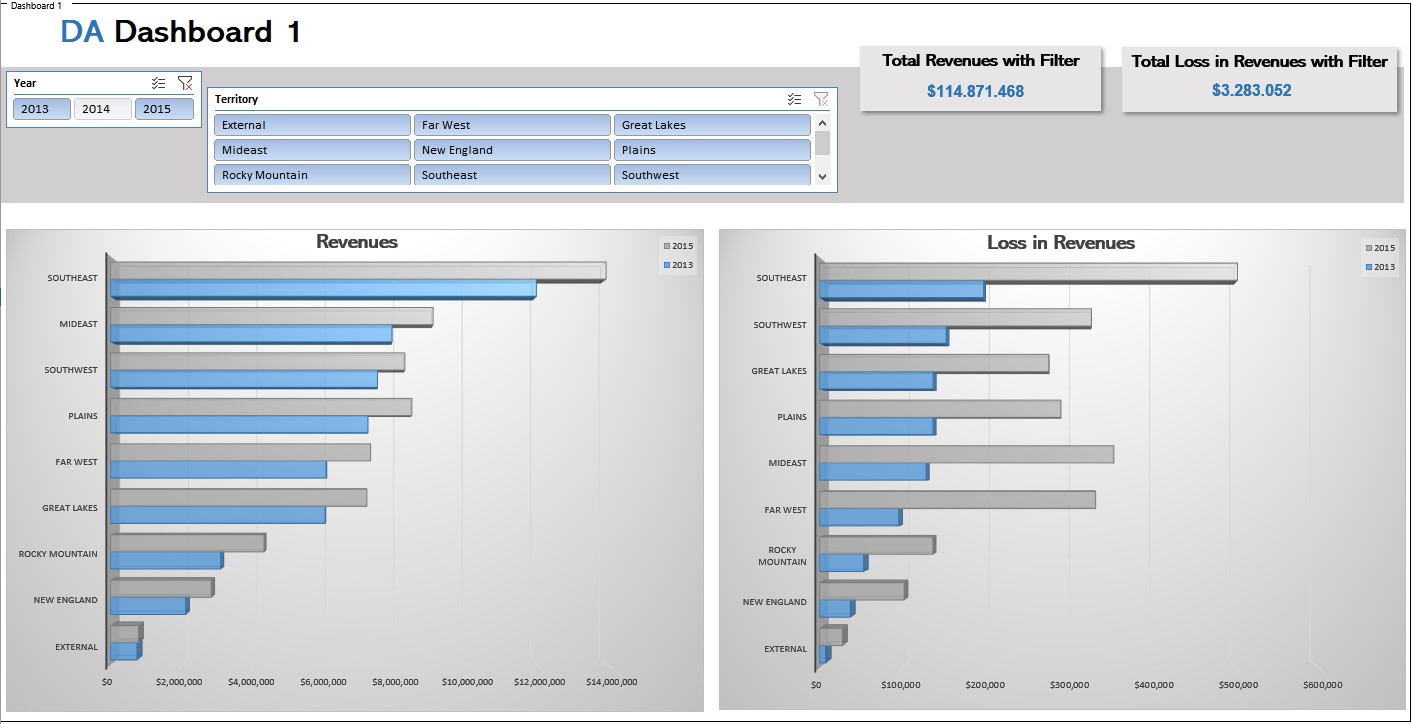 Dashboard 1
DA Dashboard 1
Total Revenues with Filter
$114.871.468
Total Loss in Revenues with Filter
$3.283.052
Year
2013 2014 2015
Territory
External Far West Great Lakes
Mideast New England Plains
Rocky Mountain Southeast Southwest
Revenues
2015
2013
SOUTHEAST
MIDEAST
SOUTHWEST
PLAINS
FAR WEST
GREAT LAKES
ROCKY MOUNTAIN
NEW ENGLAND
EXTERNAL
$0 $2,000,000 $4,000,000 $6,000,000 $8,000,000 $10,000,000 $12,000,000 $14,000,000
Loss in Revenues
2015
2013
SOUTHEAST
SOUTHWEST
GREAT LAKES
PLAINS
MIDEAST
FAR WEST
ROCKY
MOUNTAIN
NEW ENGLAND
EXTERNAL
$0 $100,000 $200,000 $300,000 $400,000 $500,000 $600,000